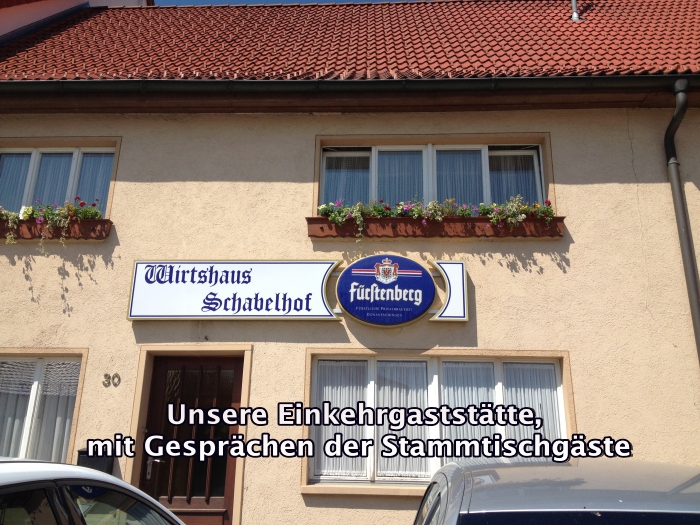 Wirtshaus
Schabelhof
Fürstenberg
30
Unsere Einkehrgaststätte,
mit Gesprächen der Stammtischgäste